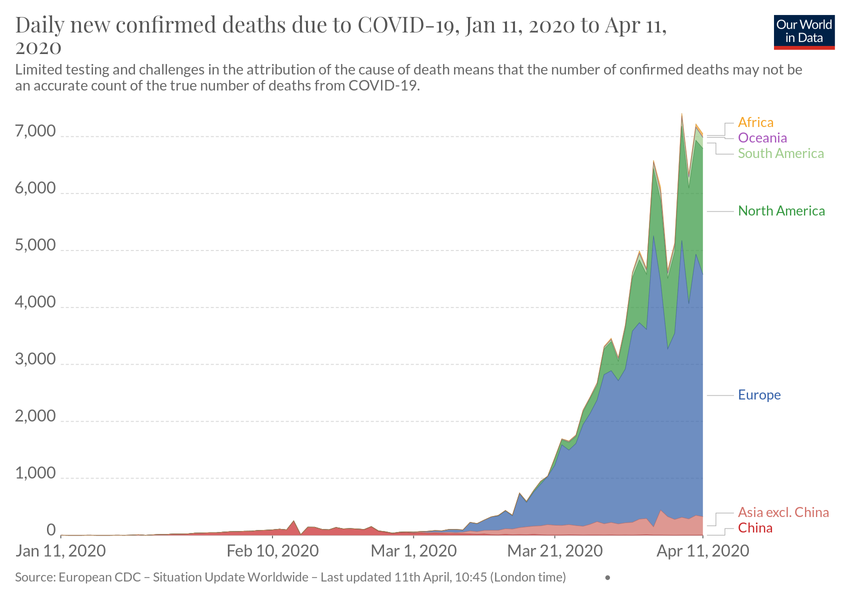 Daily new confirmed deaths due to COVID-19, Jan 11, 2020 to Apr 11,
2020
Our World
in Data
Limited testing and challenges in the attribution of the cause of death means that the number of confirmed deaths may not be
an accurate count of the true number of deaths from COVID-19.
7,000
6,000
5,000
4,000
3,000
2,000
1,000
0
Africa
Oceania
South America
North America
Europe
Asia excl. China
China
Jan 11, 2020
Feb 10, 2020
Mar 1, 2020
Mar 21, 2020
Apr 11, 2020
Source: European CDC – Situation Update Worldwide – Last updated 11th April, 10:45 (London time)